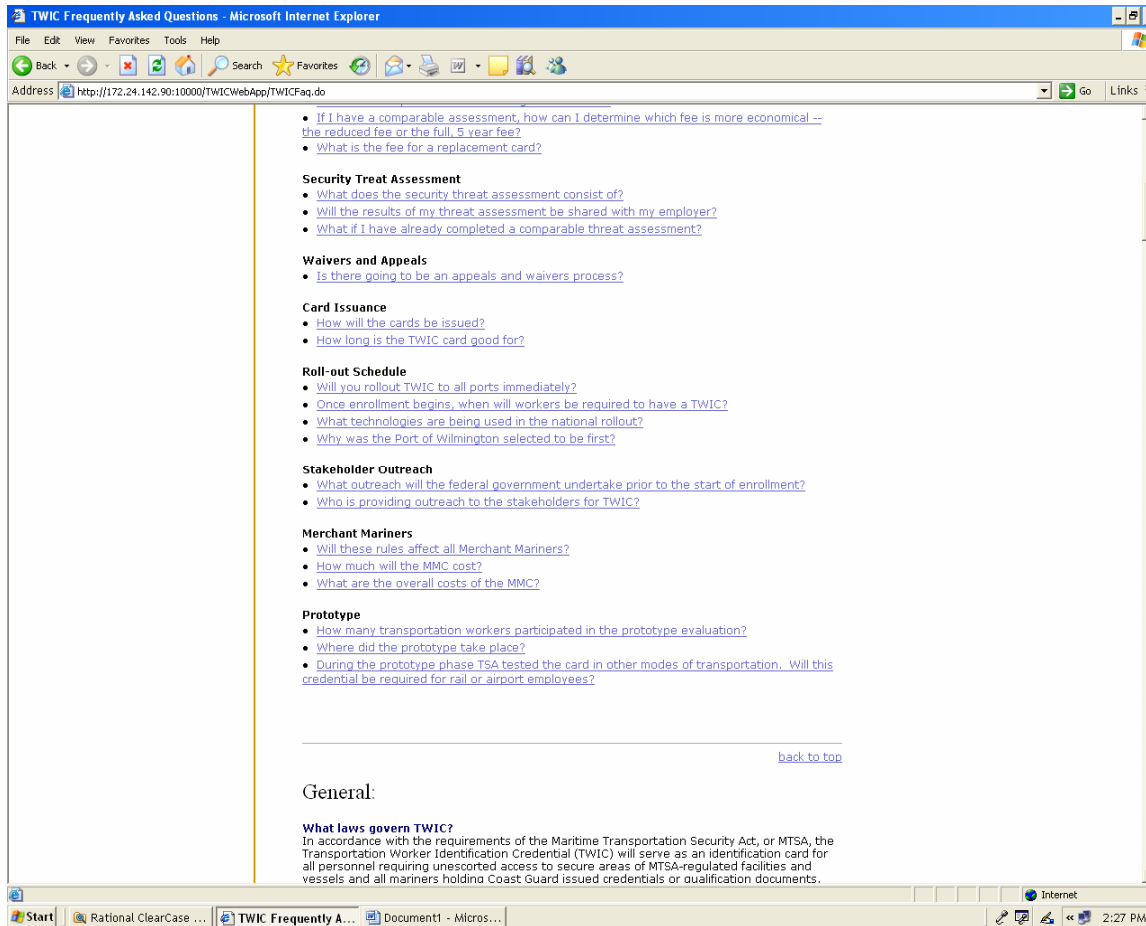 TWIC Frequently Asked Questions - Microsoft Internet Explorer
File Edit View Favorites Tools Help
Back Search Favorites
Address http://172.24.142.90:10000/TWICWebApp/TWICFaq.do Go Links
• If I have a comparable assessment, how can I determine which fee is more economical --
the reduced fee or the full, 5 year fee?
• What is the fee for a replacement card?
Security Treat Assessment
• What does the security threat assessment consist of?
• Will the results of my threat assessment be shared with my employer?
• What if I have already completed a comparable threat assessment?
Waivers and Appeals
• Is there going to be an appeals and waivers process?
Card Issuance
• How will the cards be issued?
• How long is the TWIC card good for?
Roll-out Schedule
• Will you rollout TWIC to all ports immediately?
• Once enrollment begins, when will workers be required to have a TWIC?
• What technologies are being used in the national rollout?
• Why was the Port of Wilmington selected to be first?
Stakeholder Outreach
• What outreach will the federal government undertake prior to the start of enrollment?
• Who is providing outreach to the stakeholders for TWIC?
Merchant Mariners
• Will these rules affect all Merchant Mariners?
• How much will the MMC cost?
• What are the overall costs of the MMC?
Prototype
• How many transportation workers participated in the prototype evaluation?
• Where did the prototype take place?
• During the prototype phase TSA tested the card in other modes of transportation. Will this
credential be required for rail or airport employees?
back to top
General:
What laws govern TWIC?
In accordance with the requirements of the Maritime Transportation Security Act, or MTSA, the
Transportation Worker Identification Credential (TWIC) will serve as an identification card for
all personnel requiring unescorted access to secure areas of MTSA-regulated facilities and
vessels and all mariners holding Coast Guard issued credentials or qualification documents.
Internet
Start Rational ClearCase ... TWIC Frequently A... Document1 - Micros... 2:27 PM